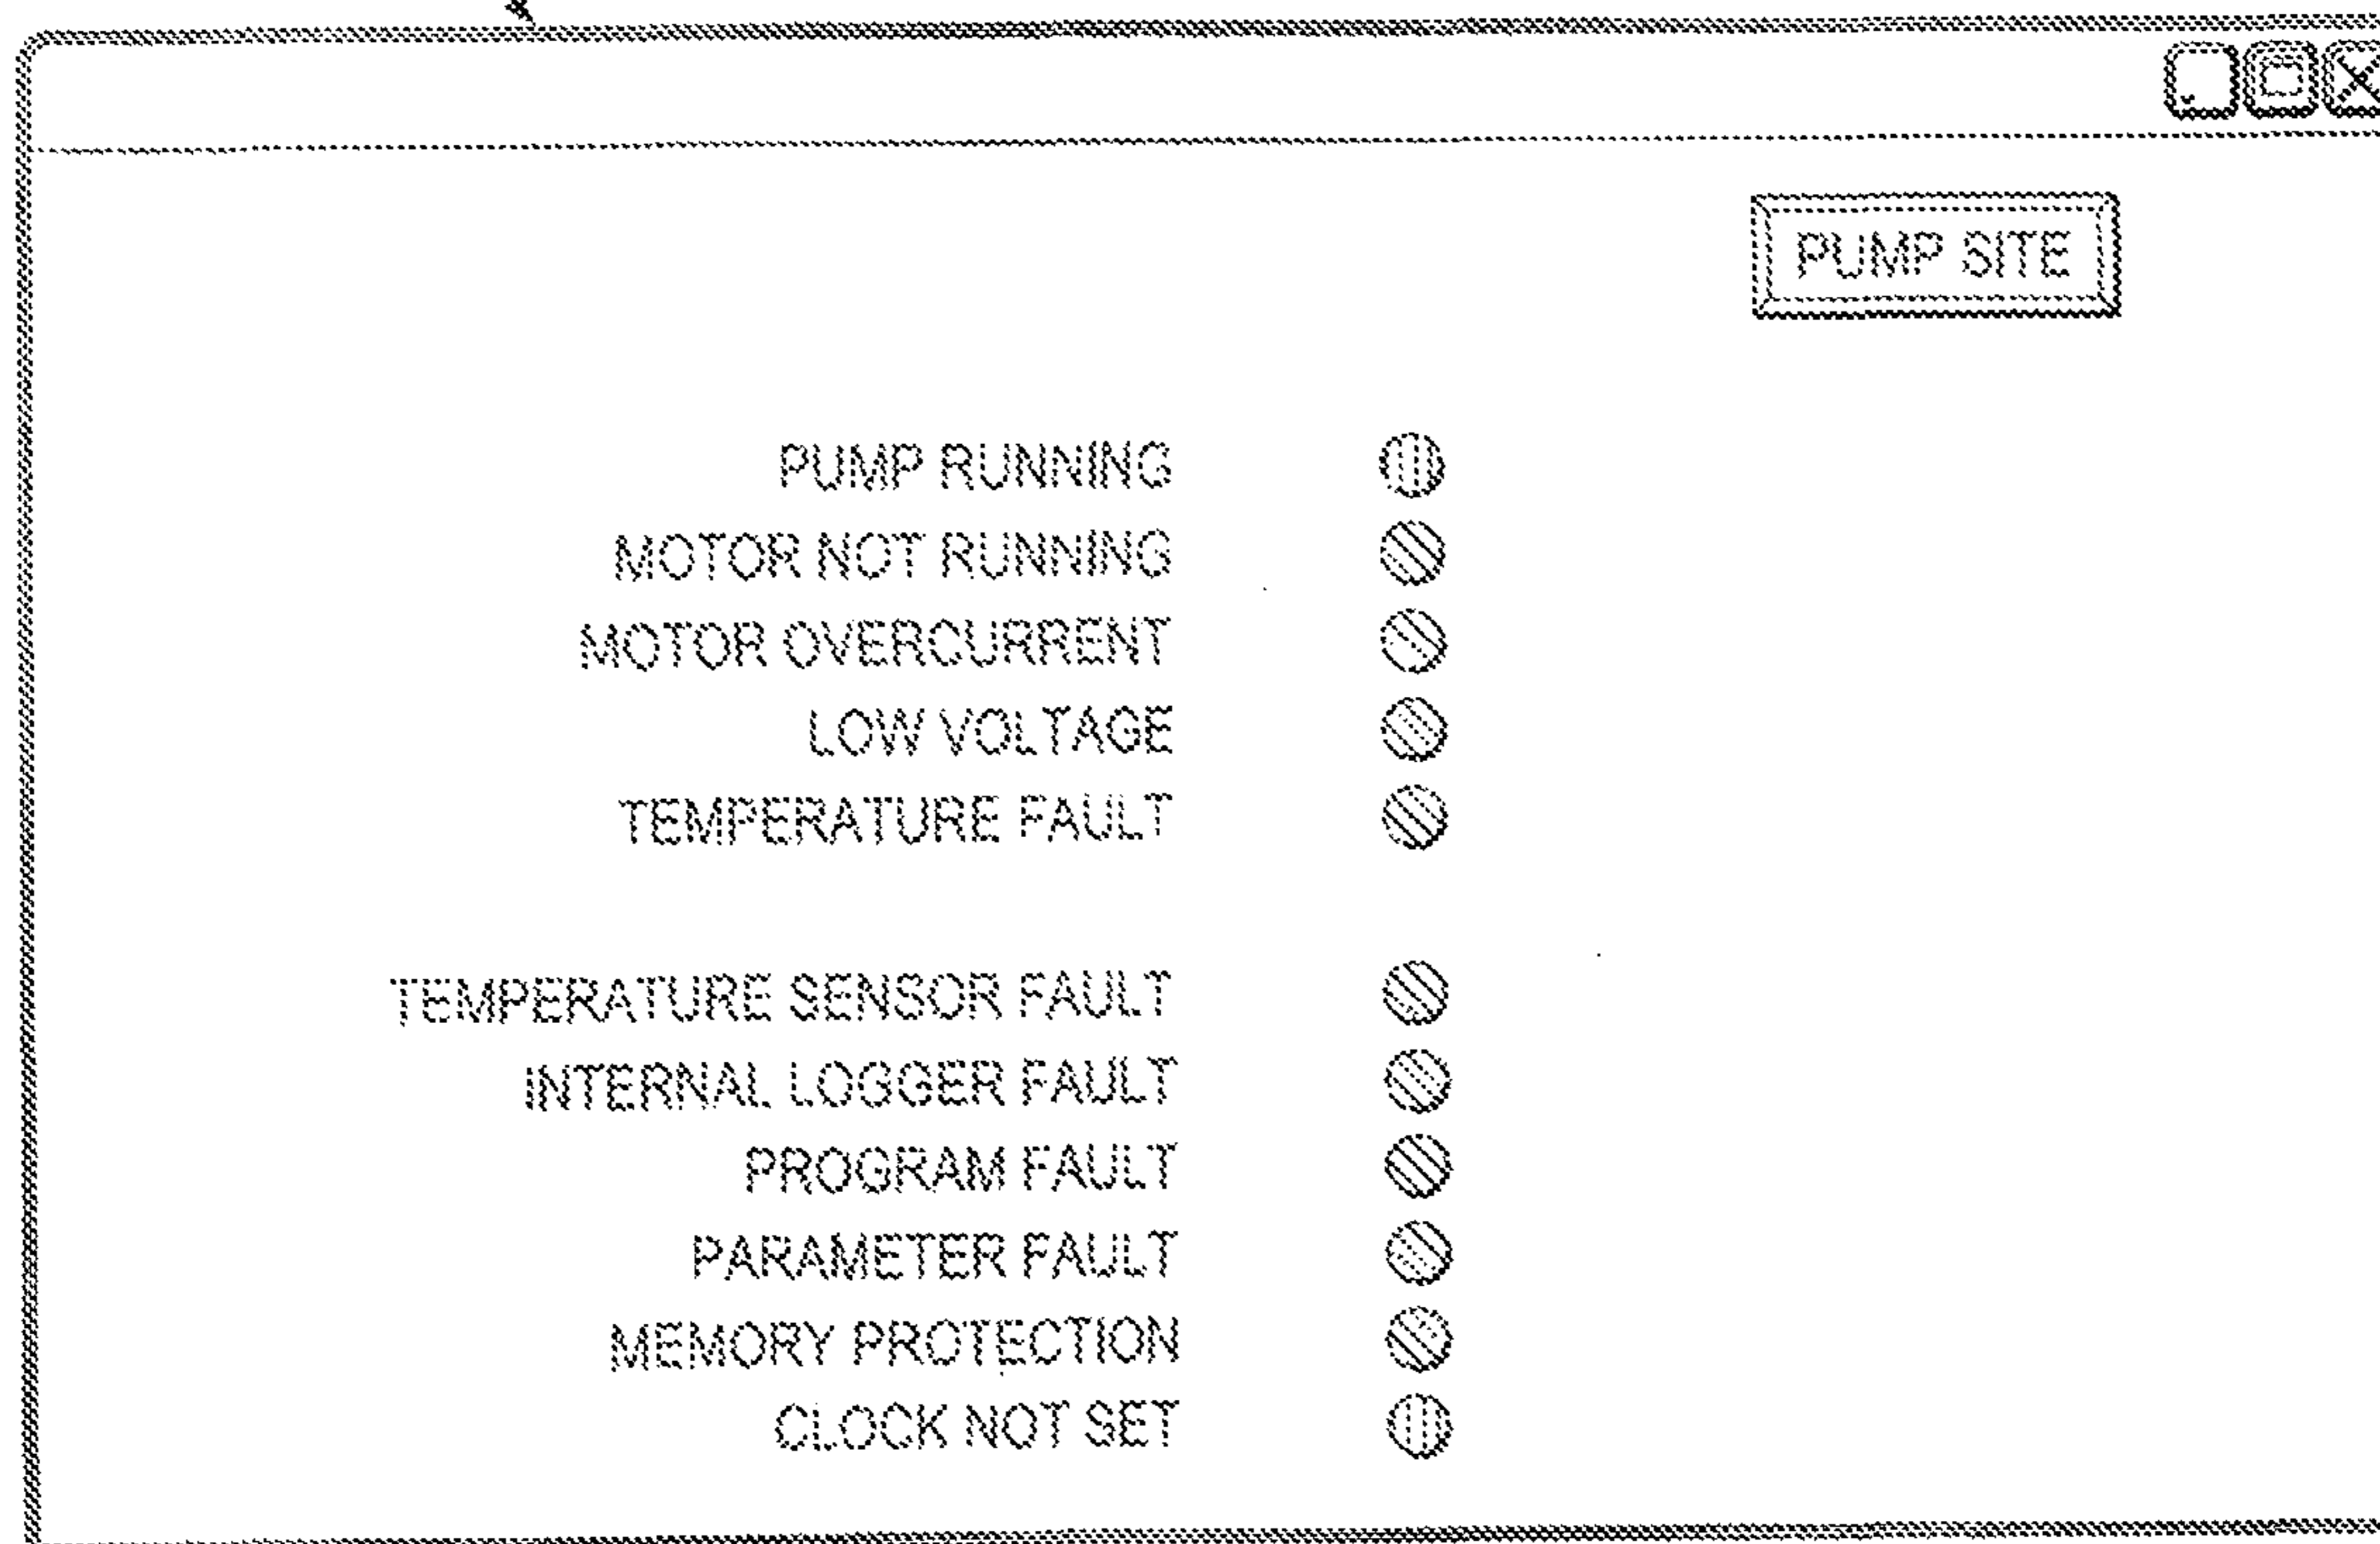 PUMP SITE
PUMP RUNNING
MOTOR NOT RUNNING
MOTOR OVERCURRENT
LOW VOLTAGE
TEMPERATURE FAULT
TEMPERATURE SENSOR FAULT
INTERNAL LOGGER FAULT
PROGRAM FAULT
PARAMETER FAULT
MEMORY PROTECTION
CLOCK NOT SET